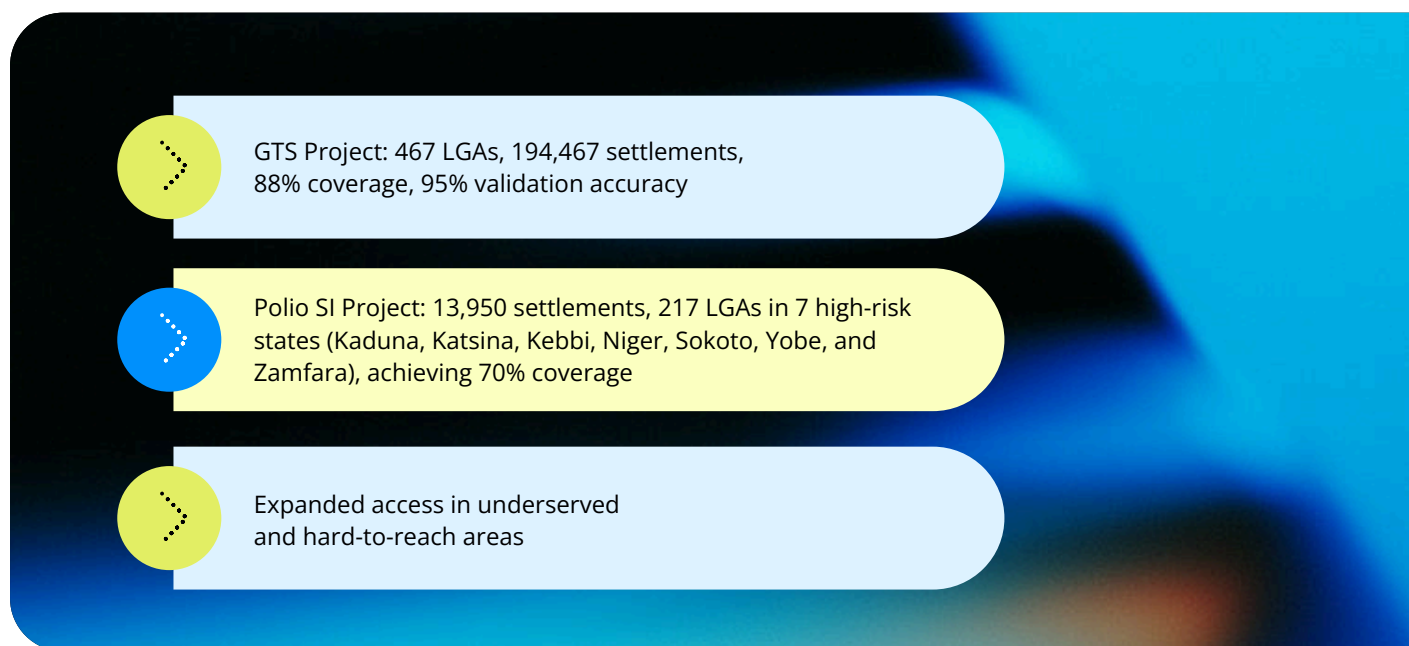 GTS Project: 467 LGAs, 194,467 settlements,
88% coverage, 95% validation accuracy
Polio SI Project: 13,950 settlements, 217 LGAs in 7 high-risk
states (Kaduna, Katsina, Kebbi, Niger, Sokoto, Yobe, and
Zamfara), achieving 70% coverage
Expanded access in underserved
and hard-to-reach areas